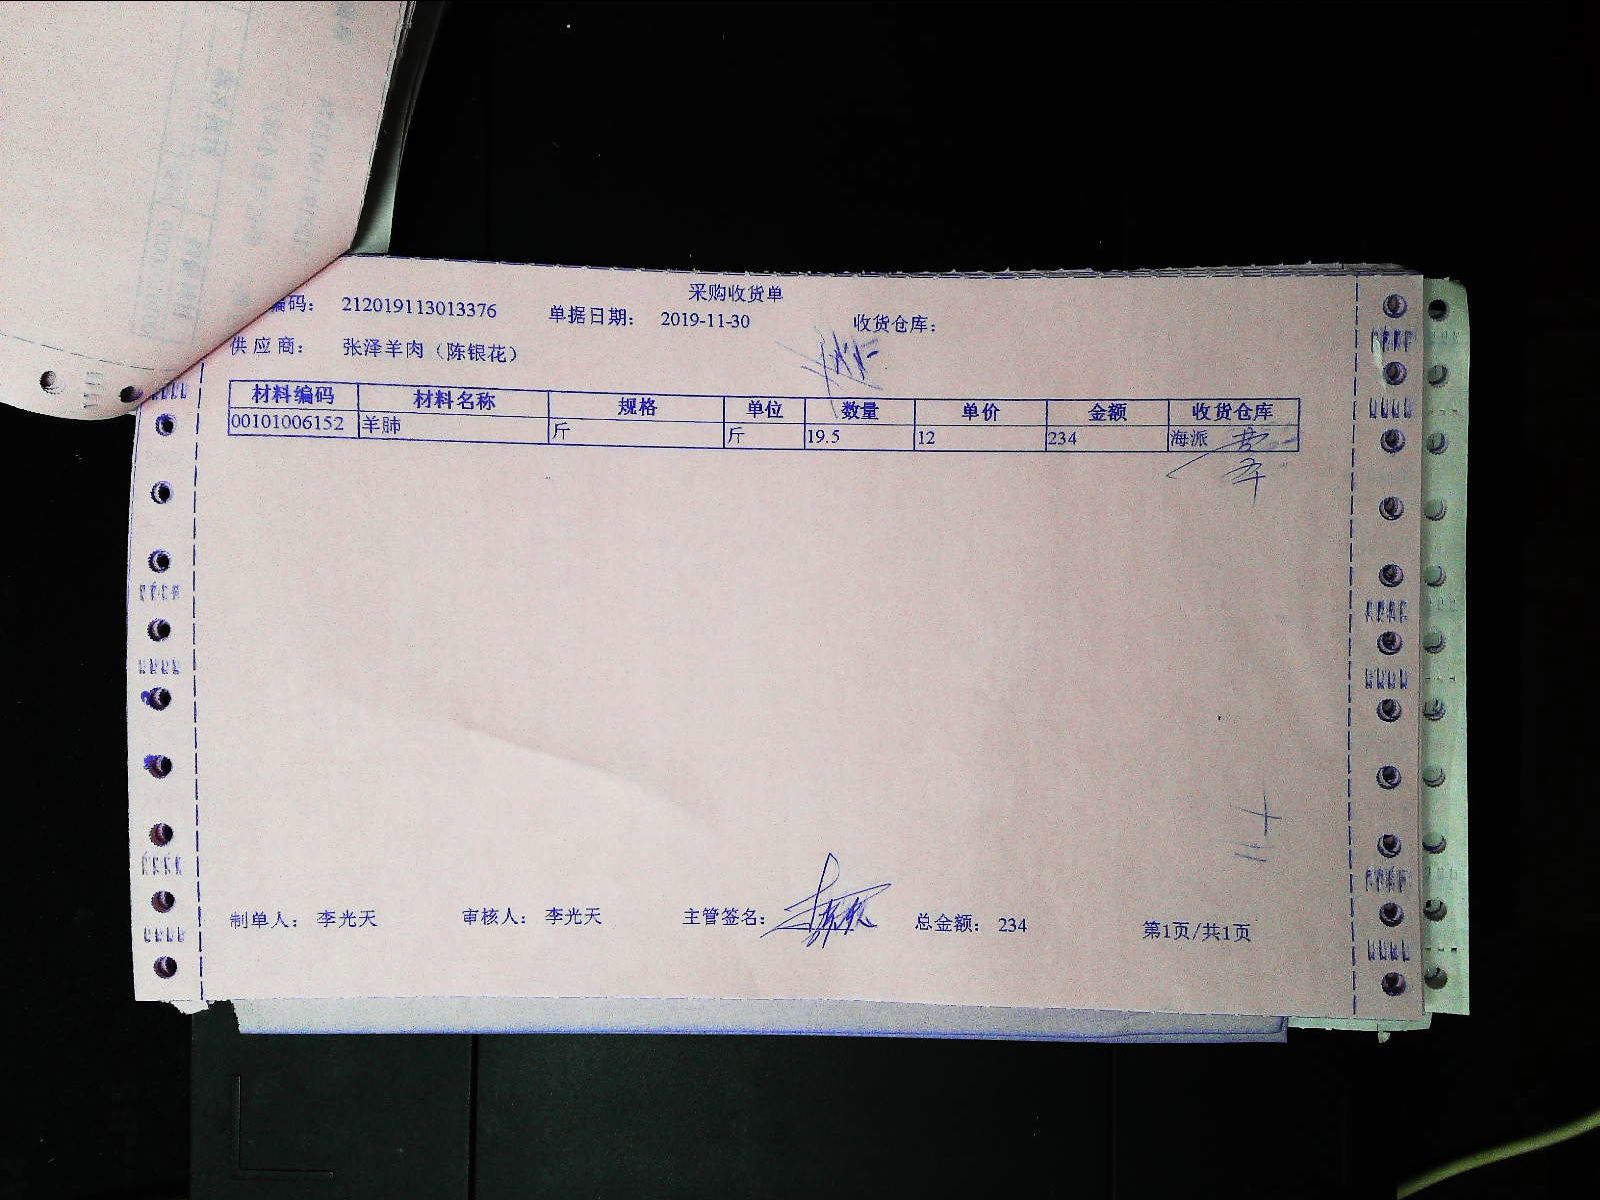 采购收货单
编码： 212019113013376 单据日期： 2019-11-30 收货仓库：
供应商： 张泽羊肉（陈银花）
材料编码 材料名称 规格 单位 数量 单价 金额 收货仓库
00101006152 羊肺 斤 斤 19.5 12 234 海派
制单人： 李光天 审核人： 李光天 主管签名： 总金额： 234 第1页/共1页